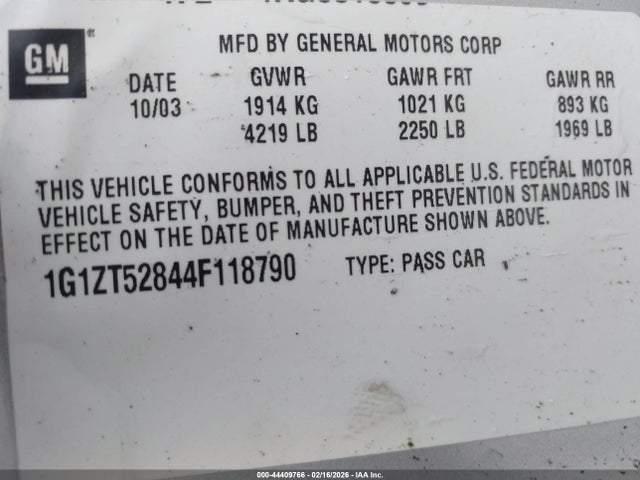 GM®
MFD BY GENERAL MOTORS CORP
DATE GVWR GAWR FRT GAWR RR
10/03 1914 KG 1021 KG 893 KG
4219 LB 2250 LB 1969 LB
THIS VEHICLE CONFORMS TO ALL APPLICABLE U.S. FEDERAL MOTOR
VEHICLE SAFETY, BUMPER, AND THEFT PREVENTION STANDARDS IN
EFFECT ON THE DATE OF MANUFACTURE SHOWN ABOVE.
1G1ZT52844F118790 TYPE: PASS CAR
000-44409766 - 02/16/2026 - IAA Inc.